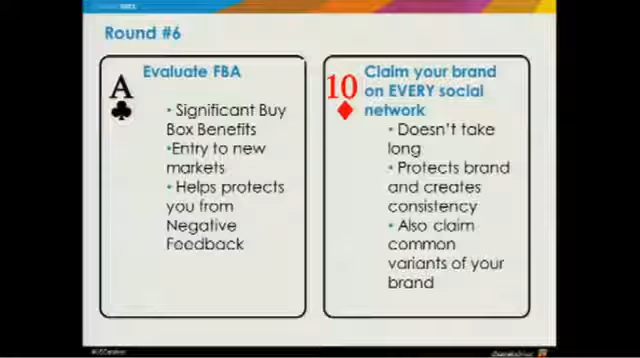 Round #6
A
Evaluate FBA
• Significant Buy
Box Benefits
•Entry to new
markets
• Helps protects
you from
Negative
Feedback
10
Claim your brand
on EVERY social
network
• Doesn't take
long
• Protects brand
and creates
consistency
• Also claim
common
variants of your
brand